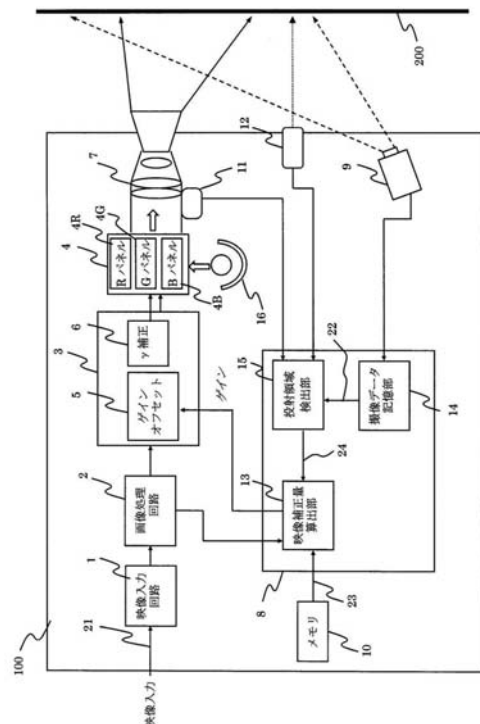 100
映像入力
21
1
映像入力
回路
2
画像処理
回路
3
5
ゲイン
オフセット
6
γ補正
4
4R
4G
4B
Rパネル
Gパネル
Bパネル
7
11
16
ゲイン
12
9
200
8
13
映像補正量
算出部
15
投射領域
検出部
22
24
撮像データ
記憶部
14
23
メモリ
10